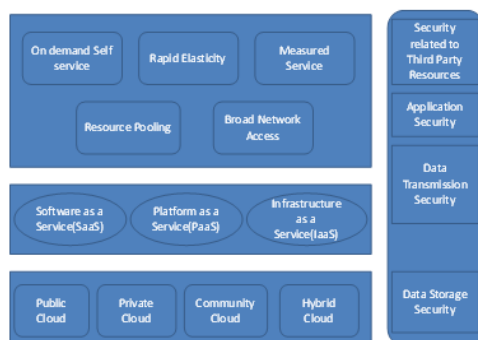 On demand Self
service
Rapid Elasticity
Measured
Service
Resource Pooling
Broad Network
Access
Software as a
Service(SaaS)
Platform as a
Service(PaaS)
Infrastructure
as a
Service(IaaS)
Public
Cloud
Private
Cloud
Community
Cloud
Hybrid
Cloud
Security
related to
Third Party
Resources
Application
Security
Data
Transmission
Security
Data Storage
Security